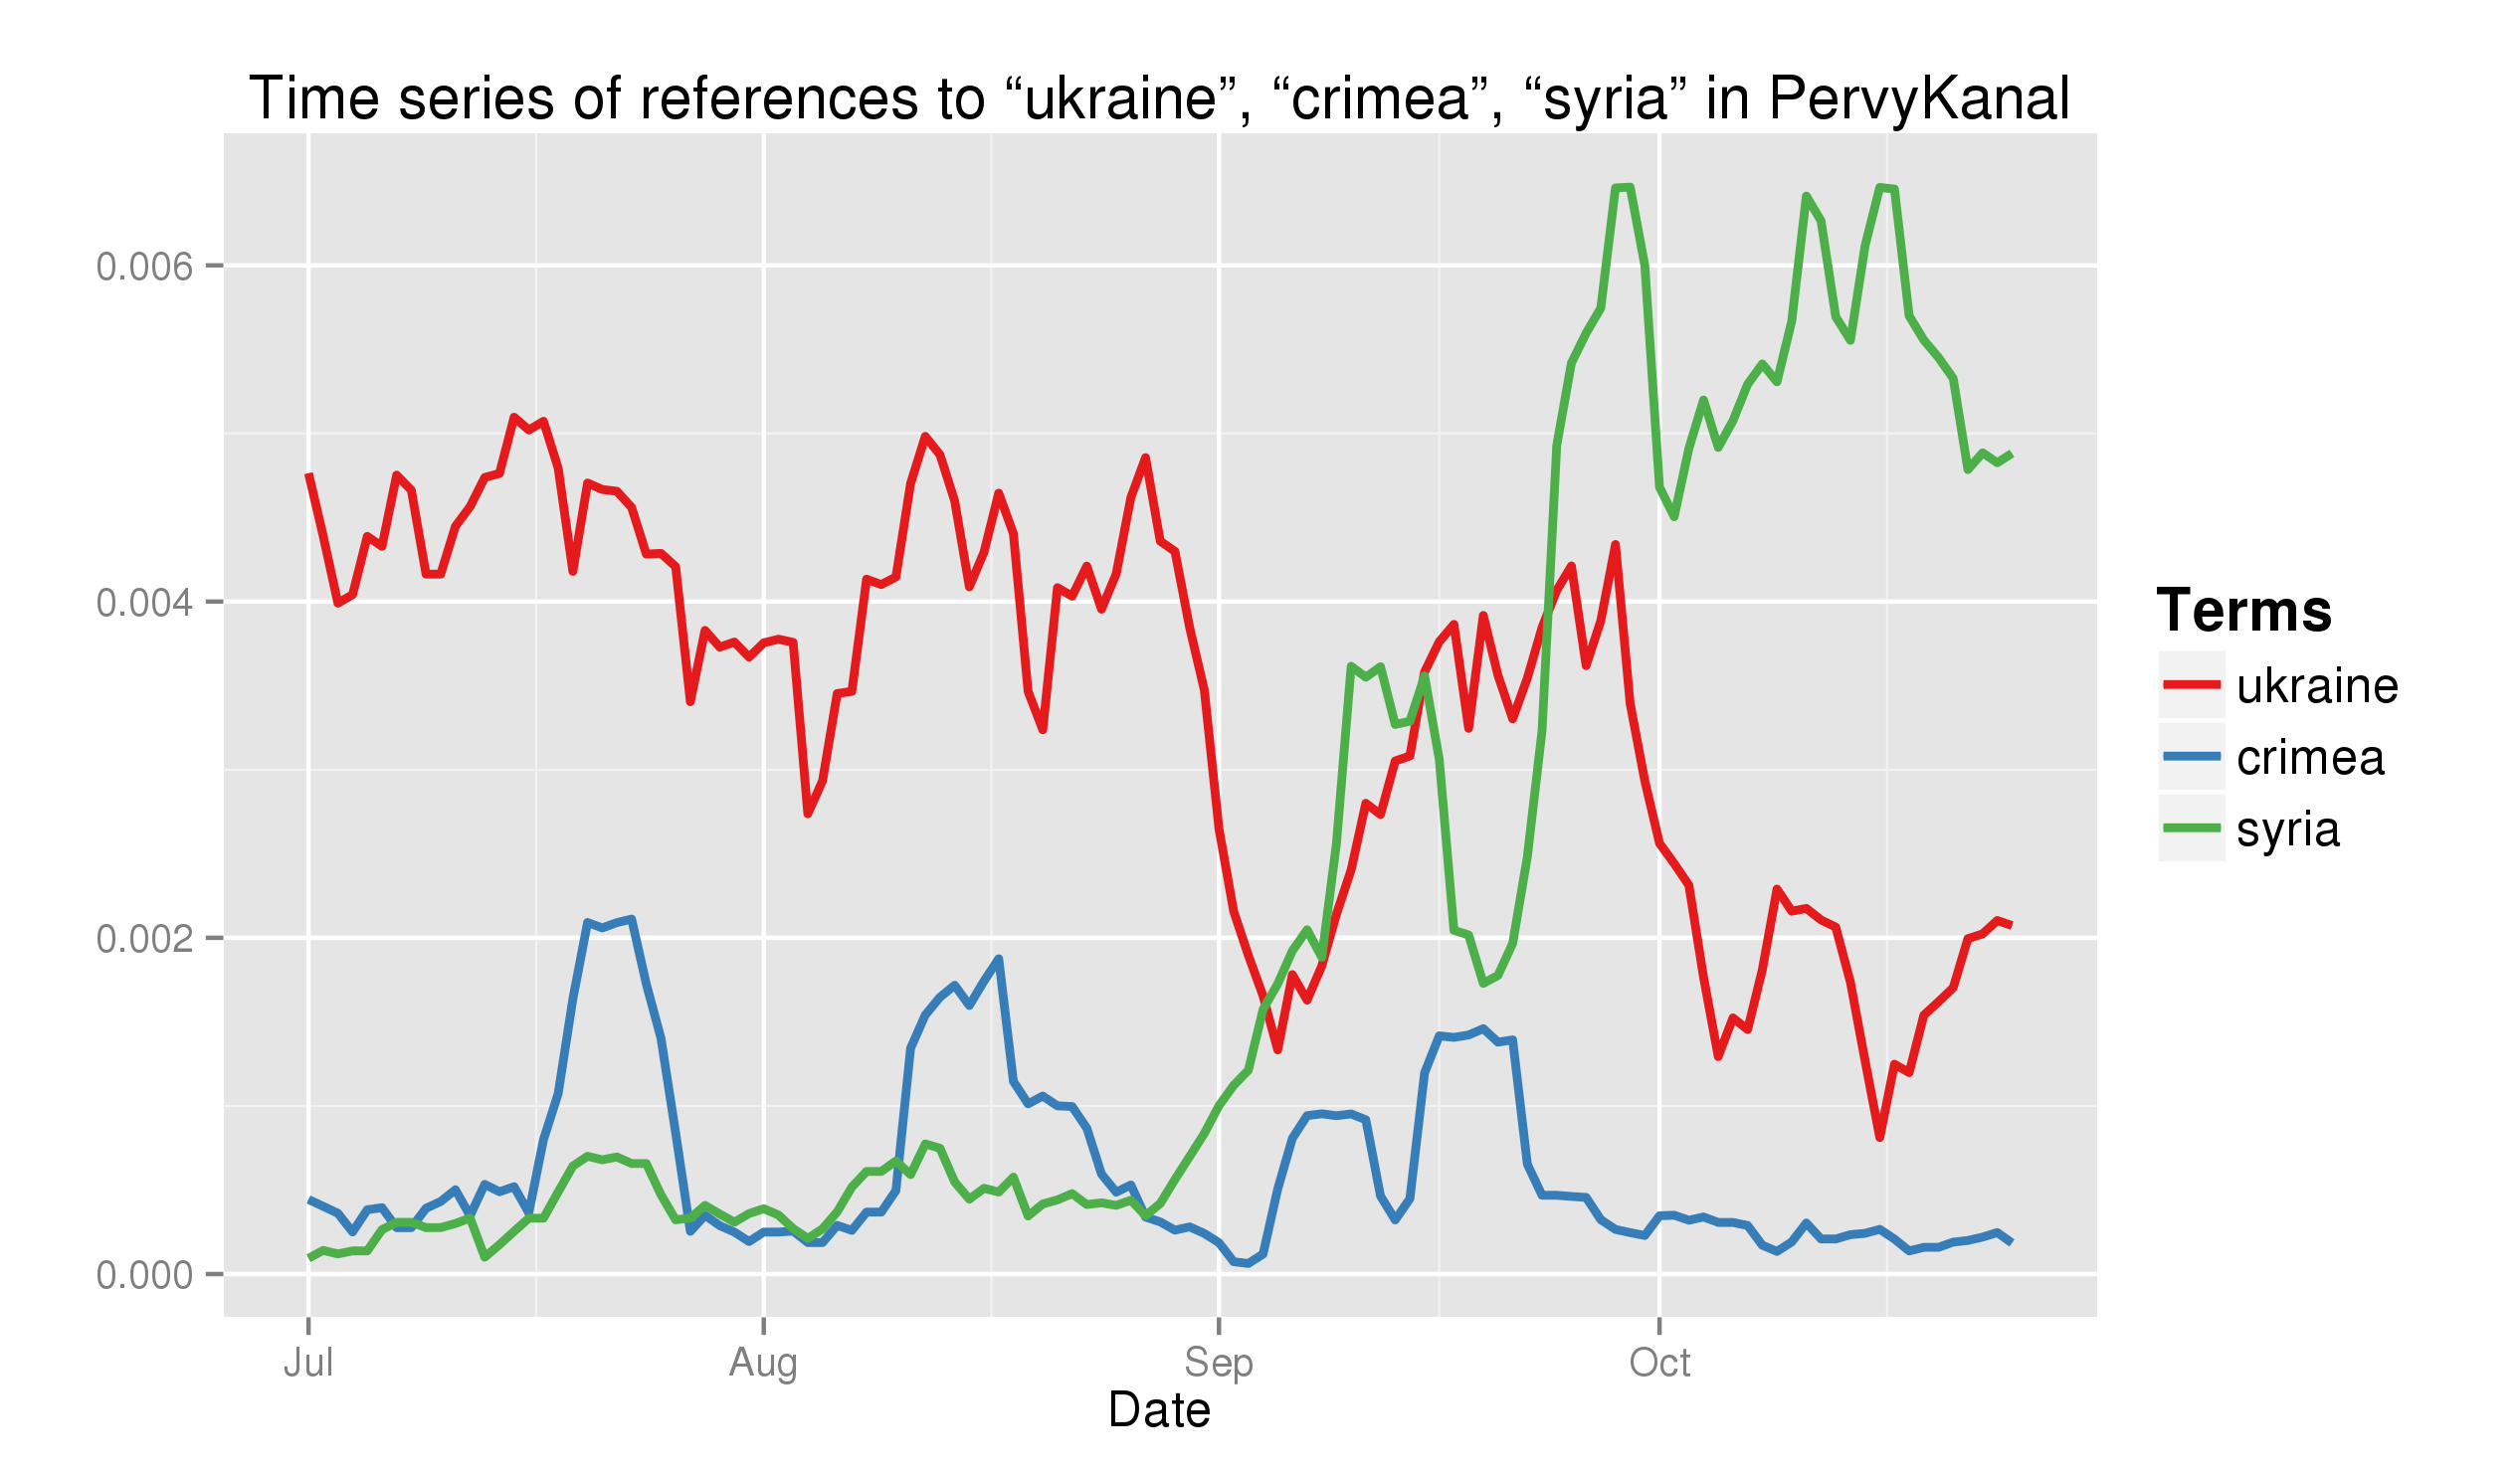 Time series of references to “ukraine”, “crimea”, “syria” in PerwyKanal
0.006
0.004
0.002
0.000
Jul Aug Sep Oct
Date
Terms
ukraine
crimea
syria